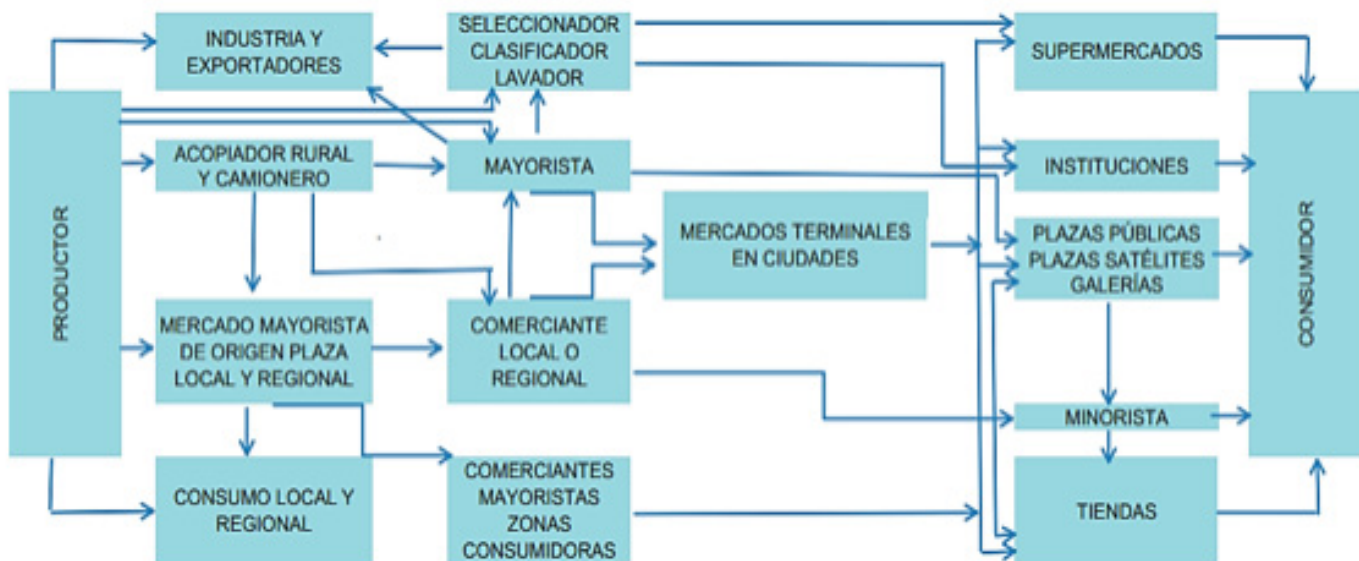 PRODUCTOR
INDUSTRIA Y
EXPORTADORES
SELECCIONADOR
CLASIFICADOR
LAVADOR
SUPERMERCADOS
ACOPIADOR RURAL
Y CAMIONERO
MAYORISTA
INSTITUCIONES
MERCADOS TERMINALES
EN CIUDADES
PLAZAS PÚBLICAS
PLAZAS SATÉLITES
GALERÍAS
MERCADO MAYORISTA
DE ORIGEN PLAZA
LOCAL Y REGIONAL
COMERCIANTE
LOCAL O
REGIONAL
MINORISTA
CONSUMO LOCAL Y
REGIONAL
COMERCIANTES
MAYORISTAS
ZONAS
CONSUMIDORAS
TIENDAS
CONSUMIDOR